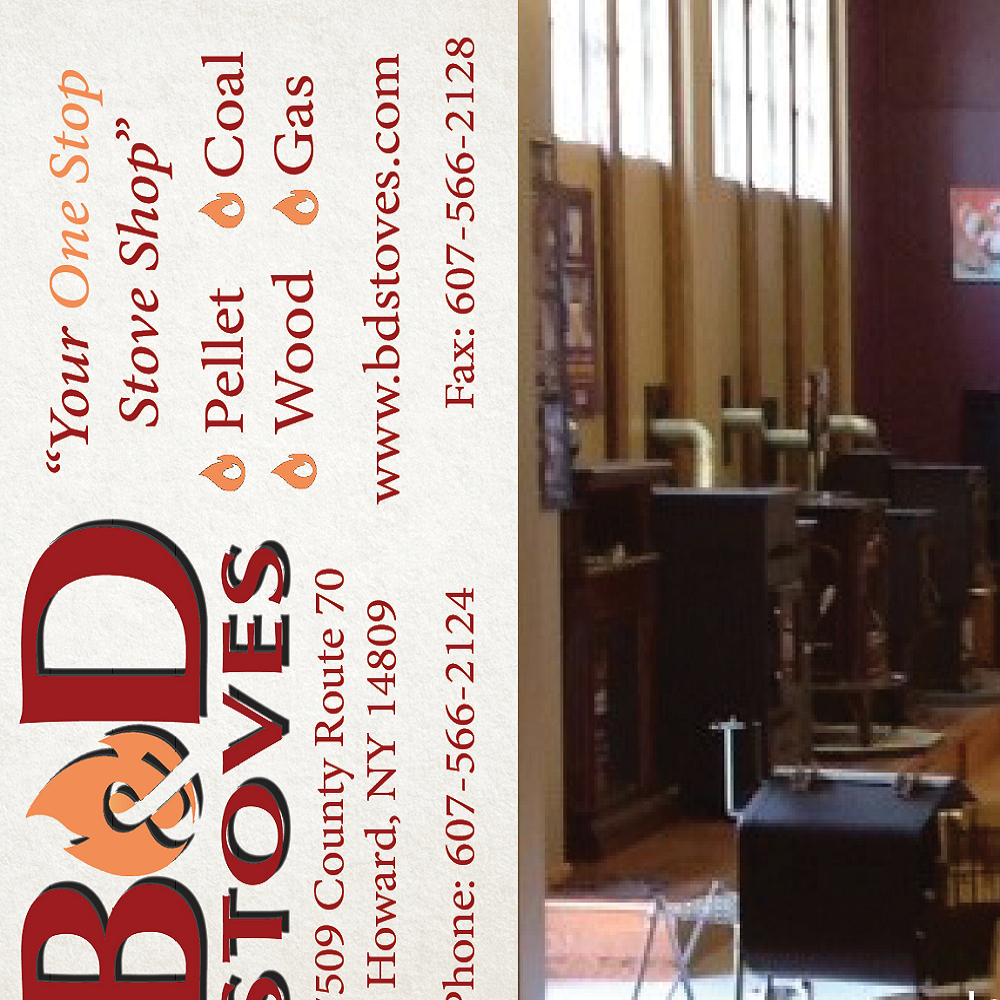 B&D
STOVES
"Your One Stop
Stove Shop"
Pellet Coal
Wood Gas
7509 County Route 70
Howard, NY 14809
www.bdstoves.com
Phone: 607-566-2124
Fax: 607-566-2128